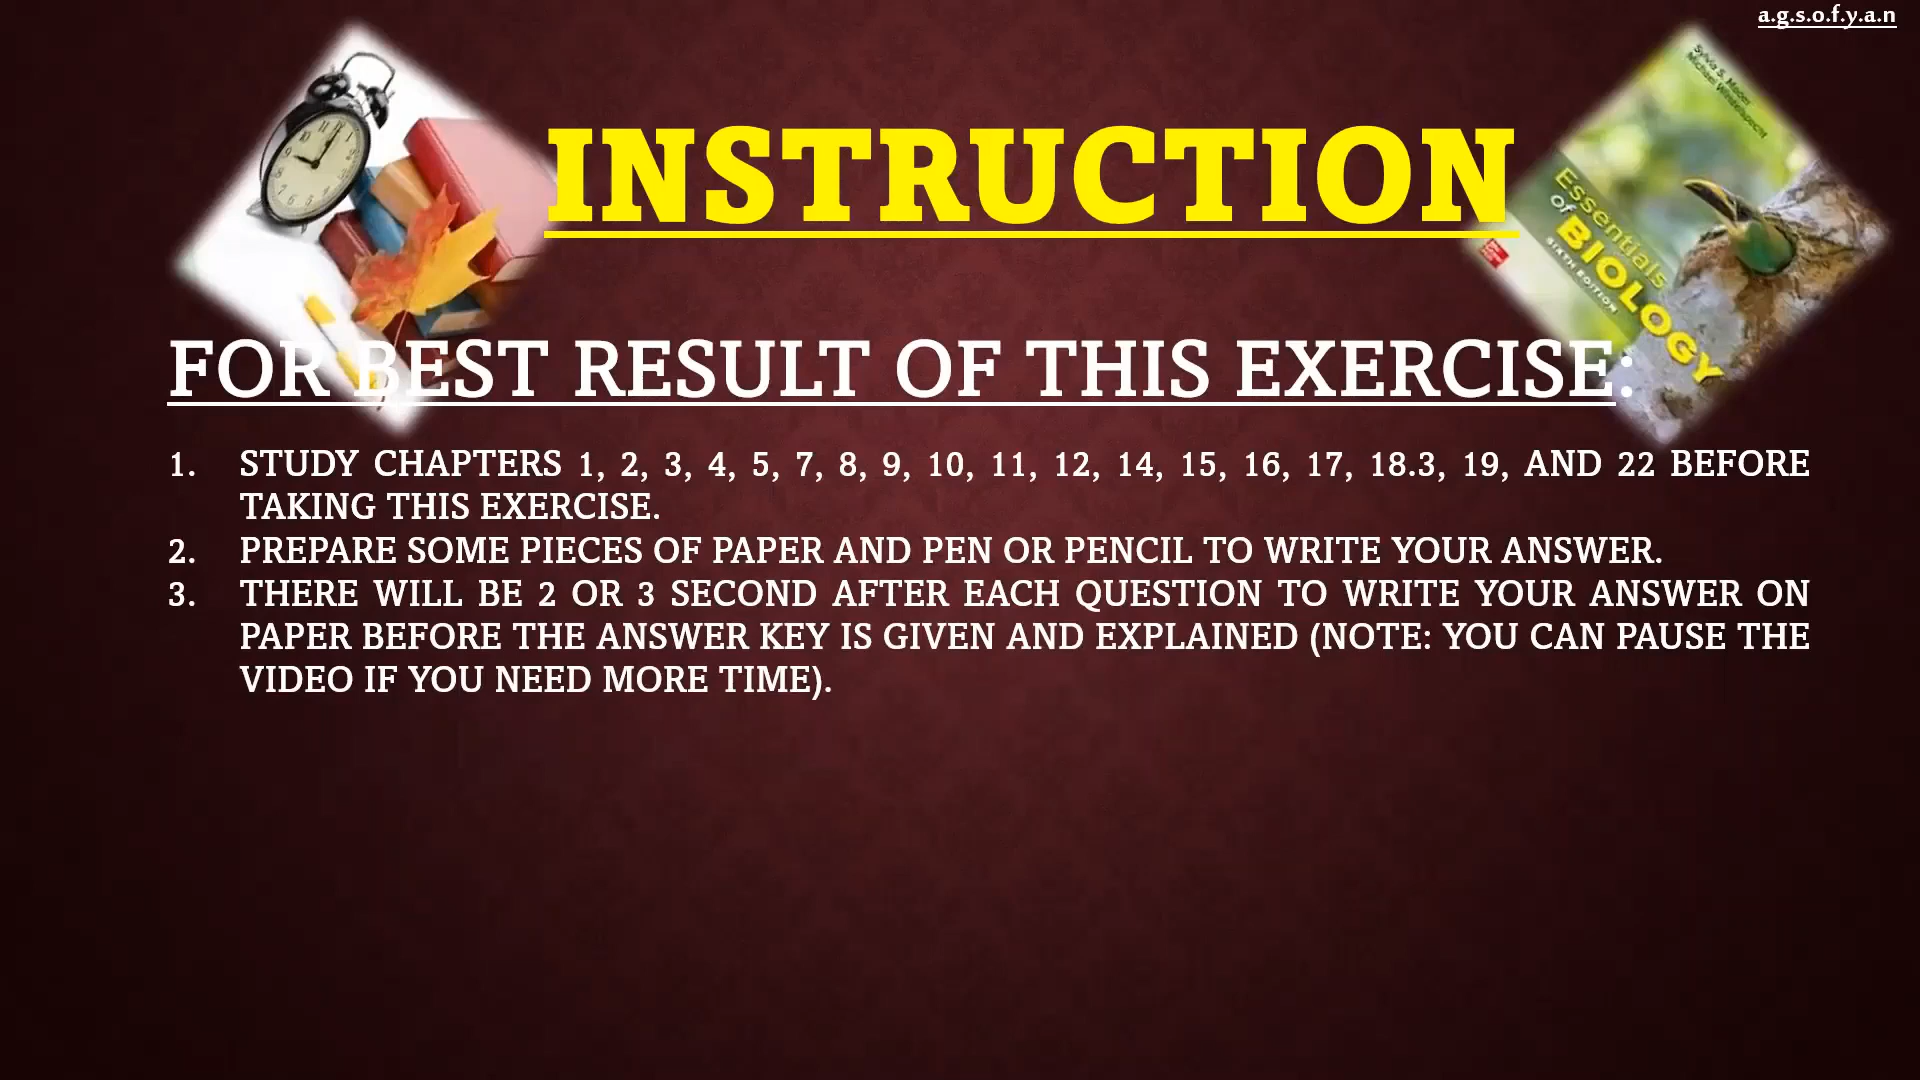 a.g.s.o.f.y.a.n
INSTRUCTION
Sylvia S. Mader
Michael Windelspecht
Essentials
of BIOLOGY
SIXTH EDITION
FOR BEST RESULT OF THIS EXERCISE:
1. STUDY CHAPTERS 1, 2, 3, 4, 5, 7, 8, 9, 10, 11, 12, 14, 15, 16, 17, 18.3, 19, AND 22 BEFORE
TAKING THIS EXERCISE.
2. PREPARE SOME PIECES OF PAPER AND PEN OR PENCIL TO WRITE YOUR ANSWER.
3. THERE WILL BE 2 OR 3 SECOND AFTER EACH QUESTION TO WRITE YOUR ANSWER ON
PAPER BEFORE THE ANSWER KEY IS GIVEN AND EXPLAINED (NOTE: YOU CAN PAUSE THE
VIDEO IF YOU NEED MORE TIME).